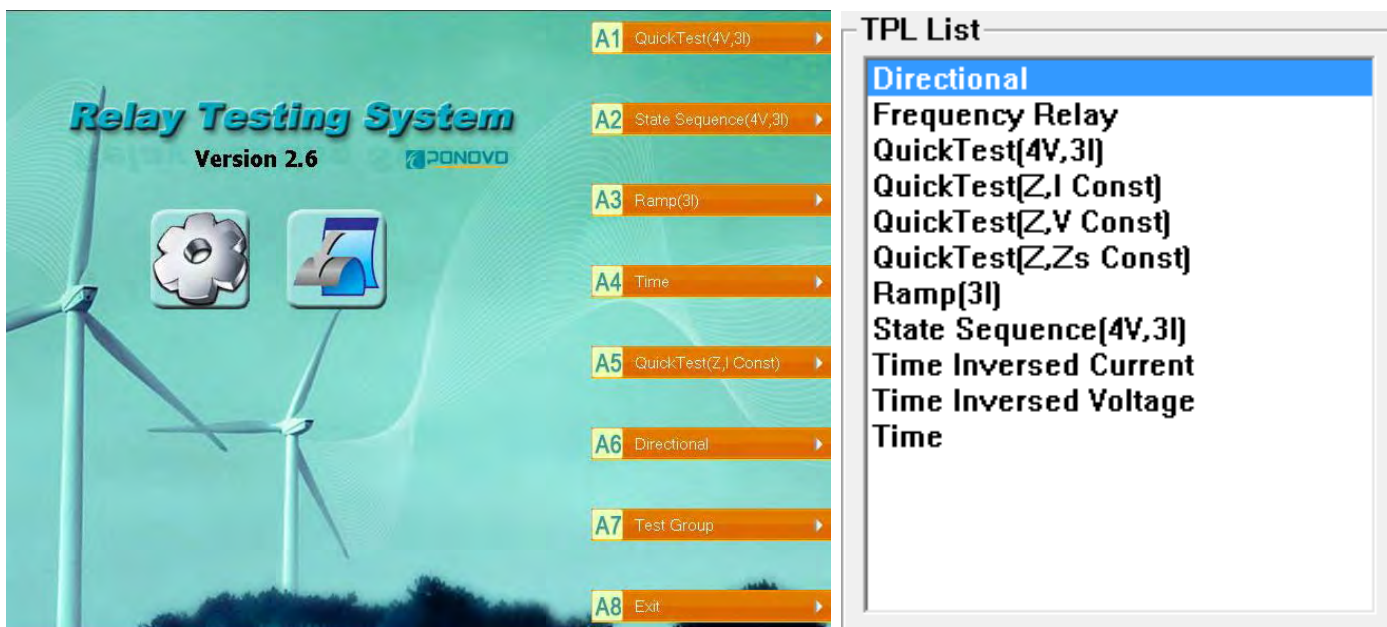 Relay Testing System
Version 2.6
PONOVO
A1 QuickTest(4V,3I)
A2 State Sequence(4V,3I)
A3 Ramp(3I)
A4 Time
A5 QuickTest(Z,I Const)
A6 Directional
A7 Test Group
A8 Exit
TPL List
Directional
Frequency Relay
QuickTest(4V,3I)
QuickTest(Z,I Const)
QuickTest(Z,V Const)
QuickTest(Z,Zs Const)
Ramp(3I)
State Sequence(4V,3I)
Time Inversed Current
Time Inversed Voltage
Time